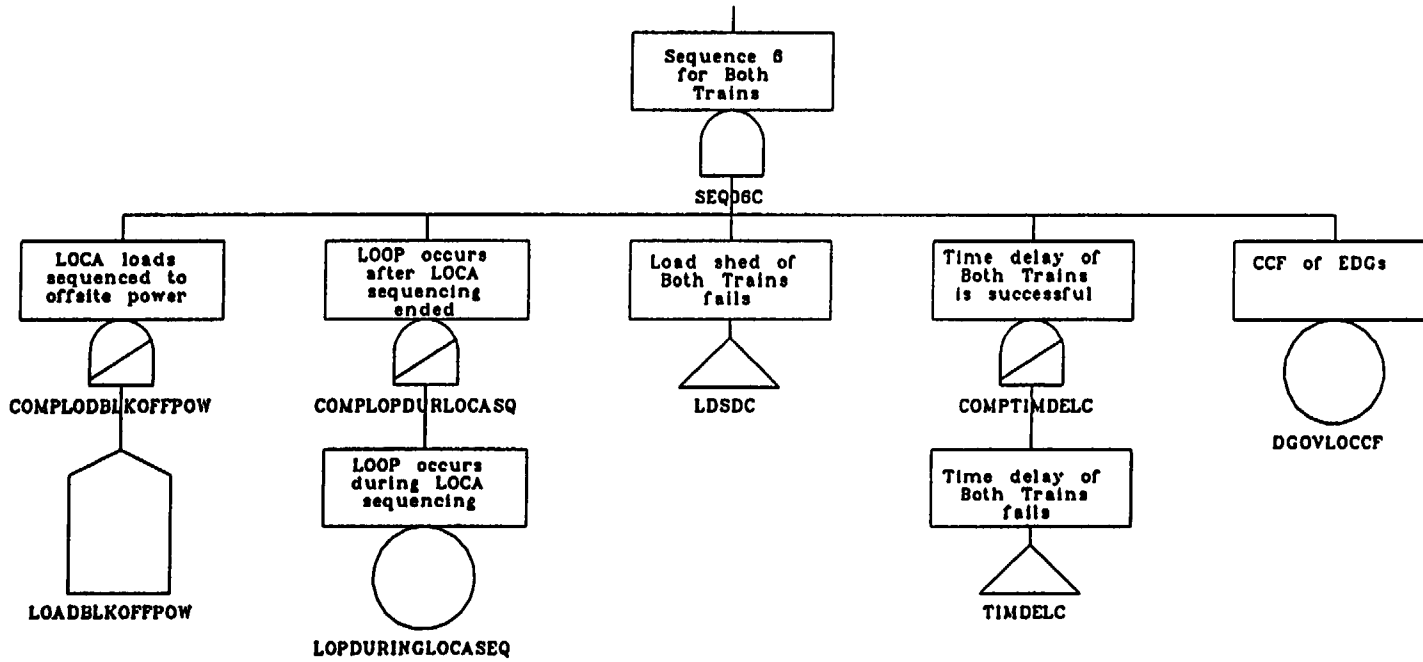 Sequence 6
for Both
Trains
SEQ06C
LOCA loads
sequenced to
offsite power
COMPLODBLKOFFPOW
LOADBLKOFFPOW
LOOP occurs
after LOCA
sequencing
ended
COMPLOPDURLOCASQ
LOOP occurs
during LOCA
sequencing
LOPDURINGLOCASEQ
Load shed of
Both Trains
fails
LDSDC
Time delay of
Both Trains
is successful
COMPTIMDELC
Time delay of
Both Trains
fails
TIMDELC
CCF of EDGs
DGOVLOCCF